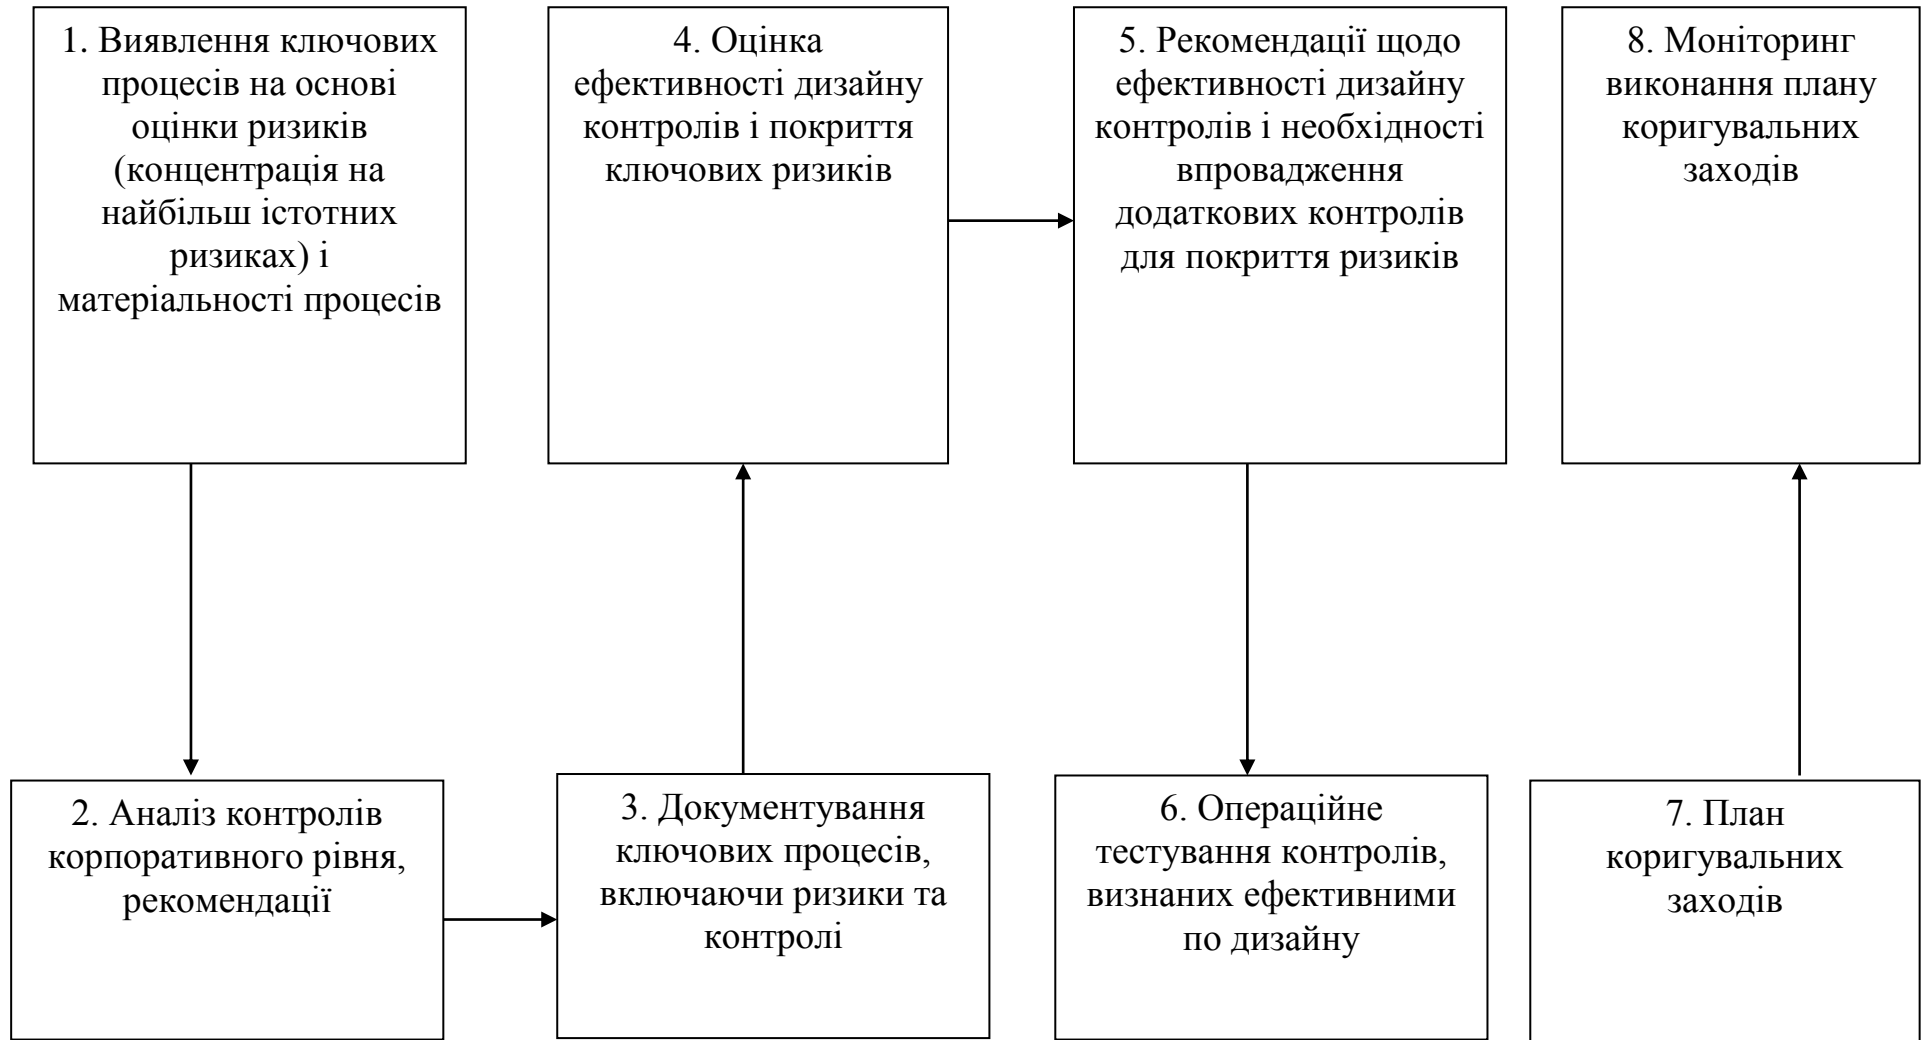 1. Виявлення ключових
процесів на основі
оцінки ризиків
(концентрація на
найбільш істотних
ризиках) і
матеріальності процесів
4. Оцінка
ефективності дизайну
контролів і покриття
ключових ризиків
5. Рекомендації щодо
ефективності дизайну
контролів і необхідності
впровадження
додаткових контролів
для покриття ризиків
8. Моніторинг
виконання плану
коригувальних
заходів
2. Аналіз контролів
корпоративного рівня,
рекомендації
3. Документування
ключових процесів,
включаючи ризики та
контролі
6. Операційне
тестування контролів,
визнаних ефективними
по дизайну
7. План
коригувальних
заходів